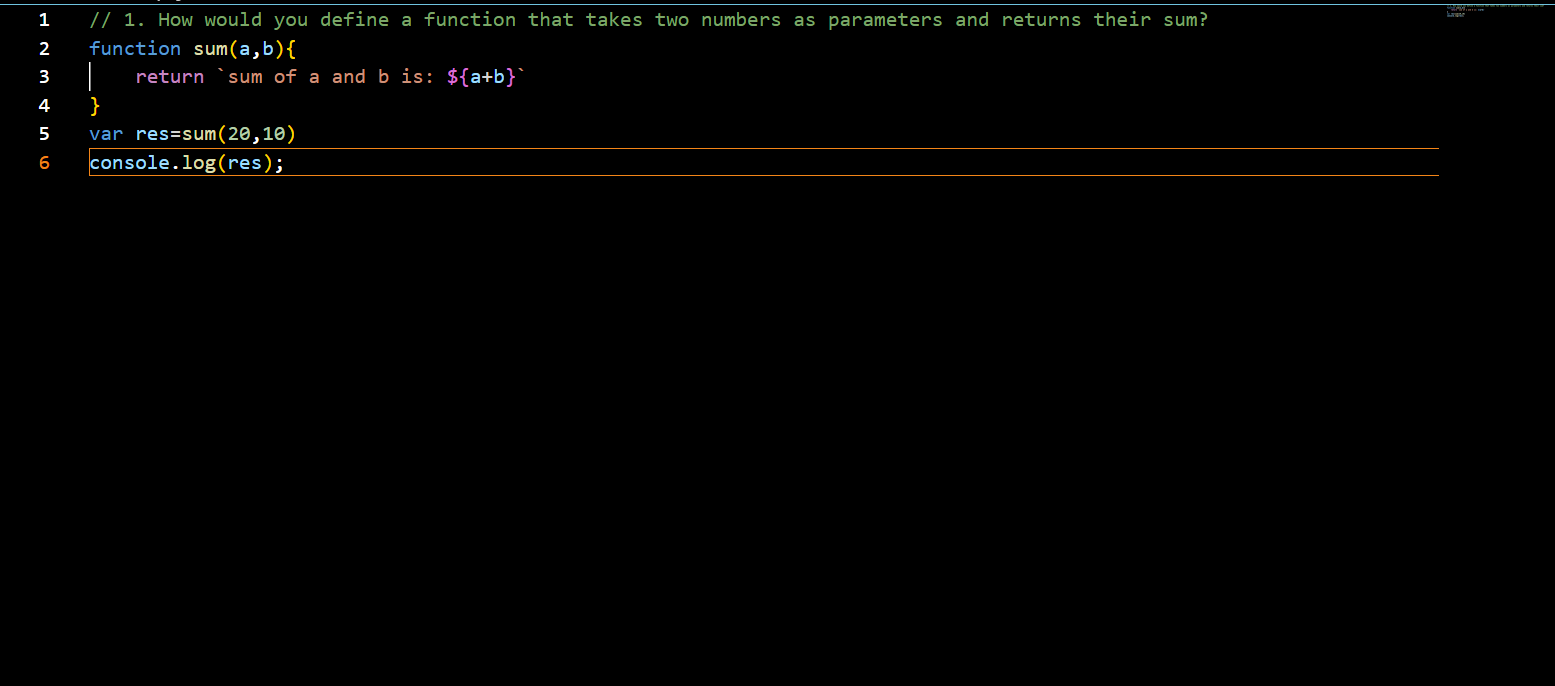 1 // 1. How would you define a function that takes two numbers as parameters and returns their sum?
2 function sum(a,b){
3     return `sum of a and b is: ${a+b}`
4 }
5 var res=sum(20,10)
6 console.log(res);